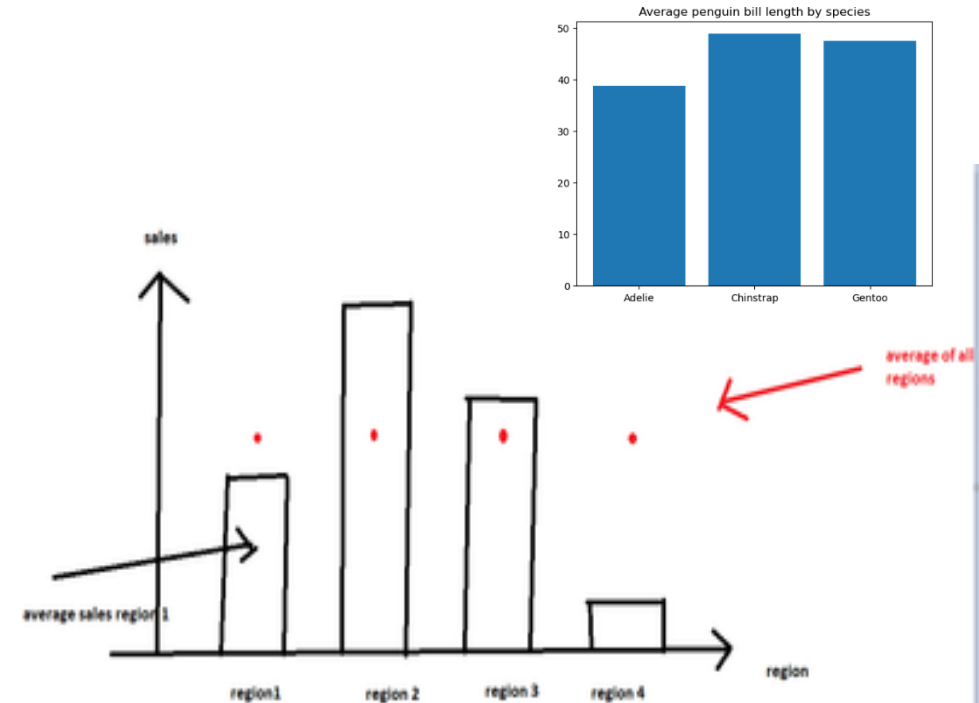 Average penguin bill length by species
50
40
30
20
10
0
Adelie Chinstrap Gentoo
sales
average of all
regions
average sales region 1
region1 region 2 region 3 region 4
region